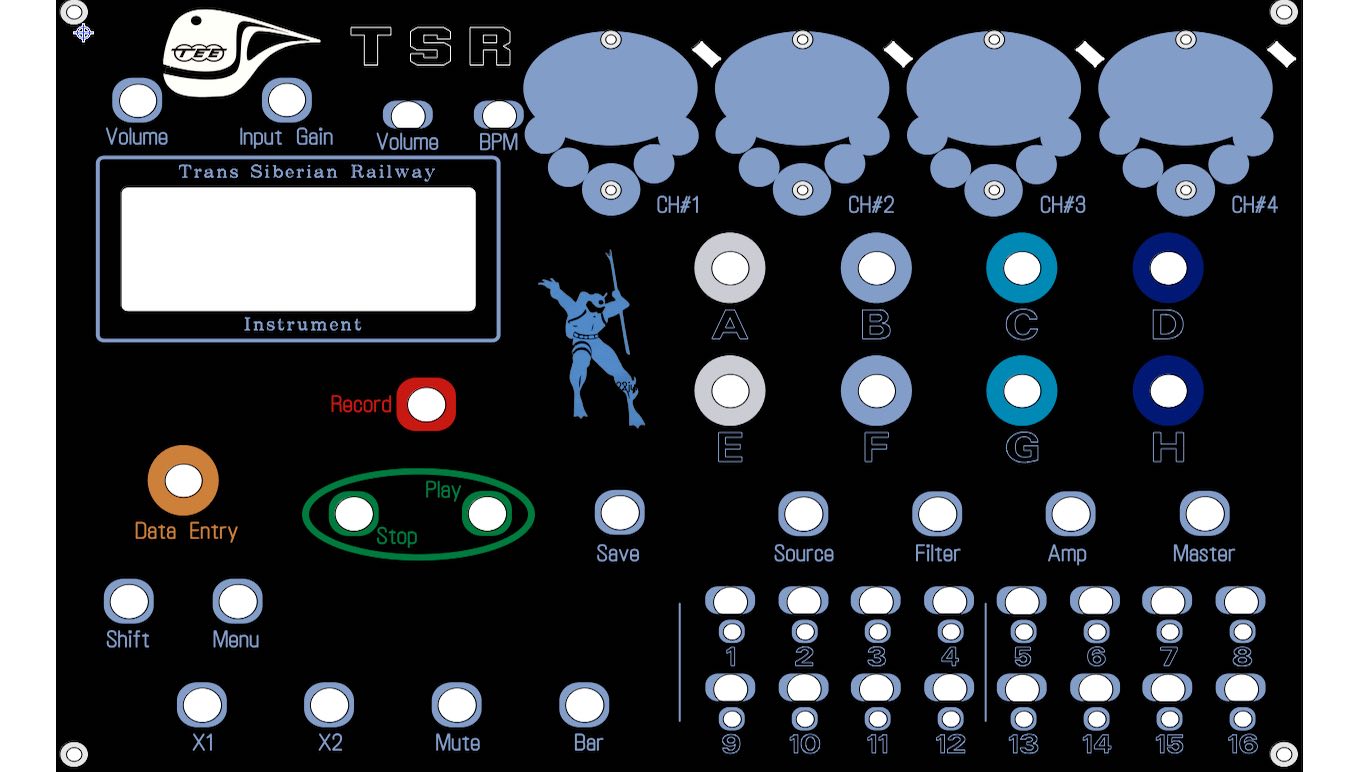 TEE
TSR
Volume
Input Gain
Volume
BPM
Trans Siberian Railway
Instrument
CH#1
CH#2
CH#3
CH#4
A
B
C
D
E
F
G
H
Record
Data Entry
Play
Stop
Save
Source
Filter
Amp
Master
Shift
Menu
1 2 3 4 5 6 7 8
X1
X2
Mute
Bar
9 10 11 12 13 14 15 16